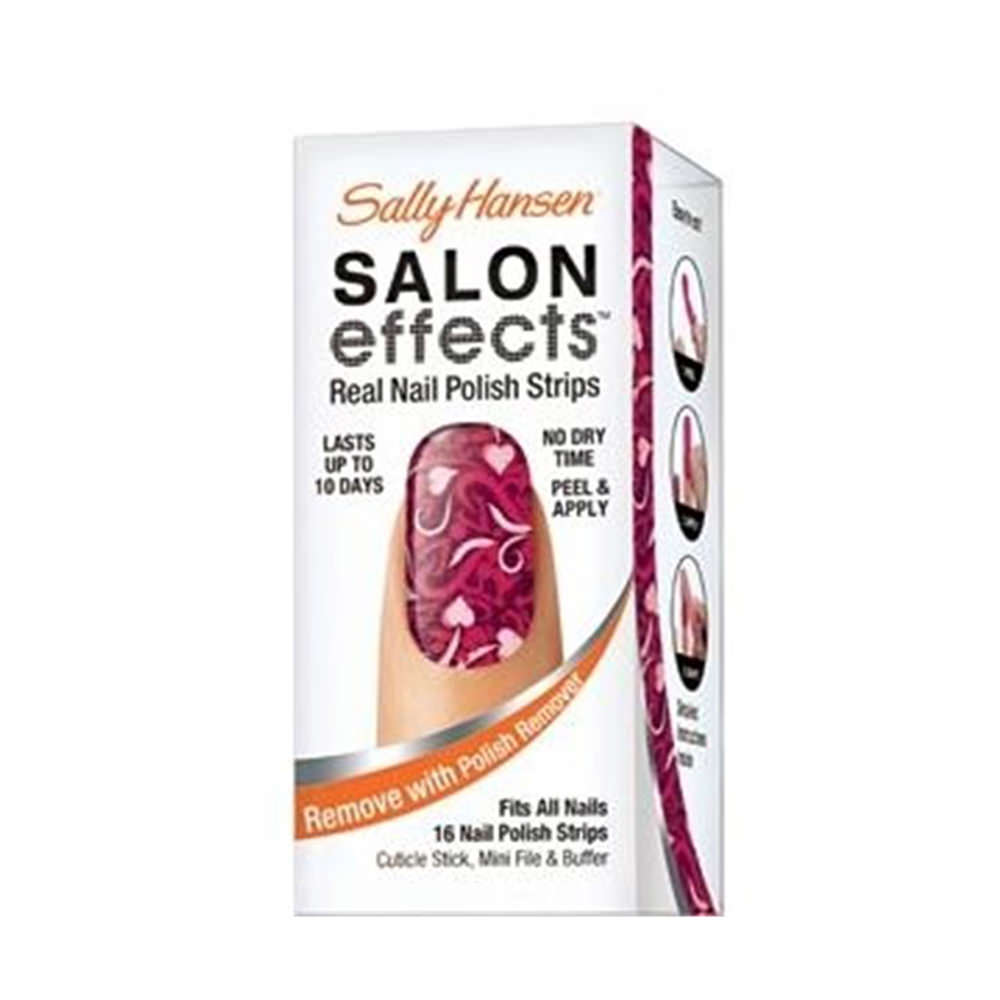 Sally Hansen
SALON
effects™
Real Nail Polish Strips
LASTS
UP TO
10 DAYS
NO DRY
TIME
PEEL &
APPLY
Remove with Polish Remover
Fits All Nails
16 Nail Polish Strips
Cuticle Stick, Mini File & Buffer